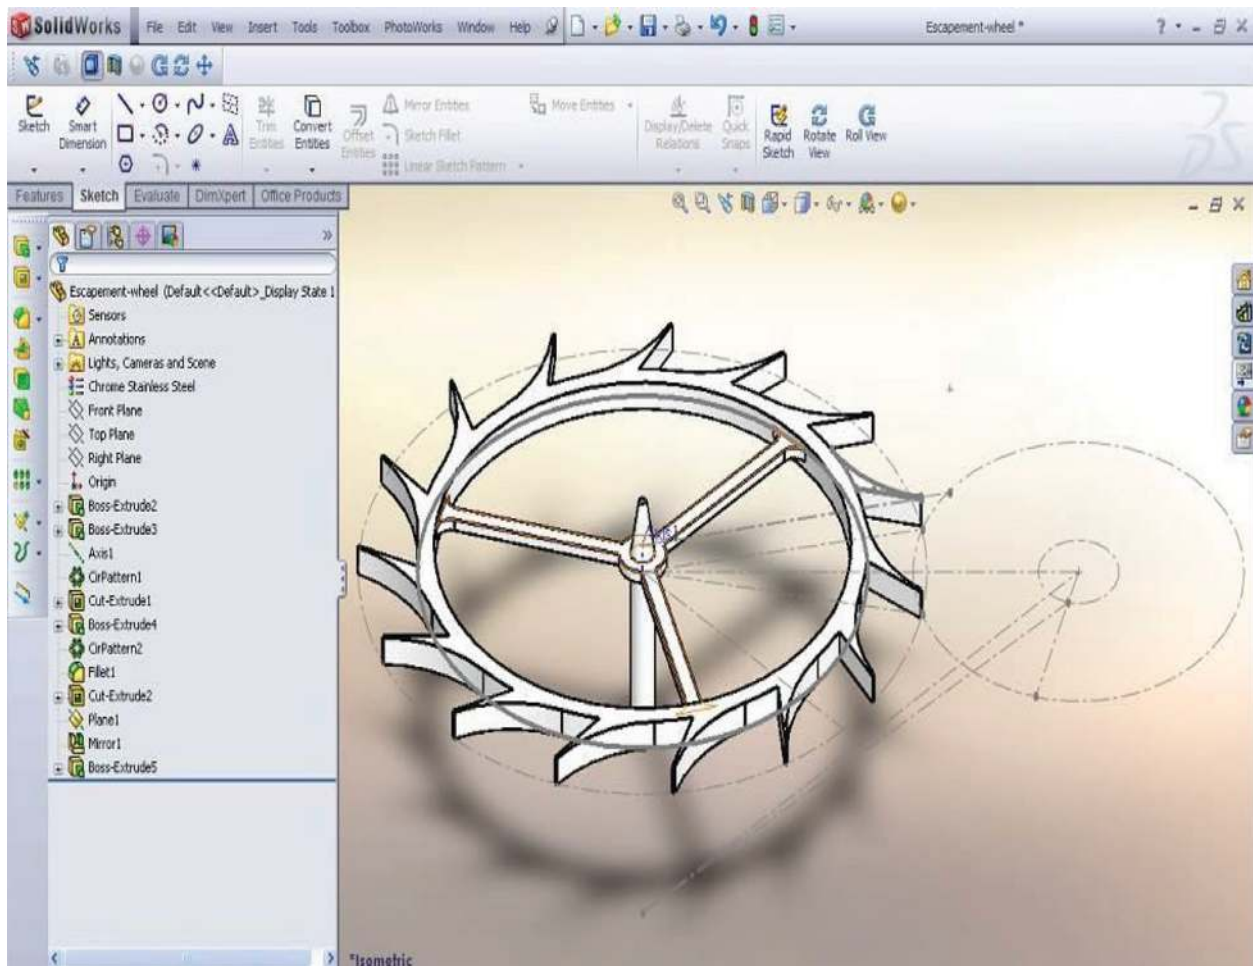 SolidWorks File Edit View Insert Tools Toolbox PhotoWorks Window Help Escapement-wheel *
Sketch Smart Dimension Trim Entities Convert Entities Offset Entities Mirror Entities Sketch Fillet Linear Sketch Pattern Move Entities Display/Delete Relations Quick Snaps Rapid Sketch Rotate View Roll View
Features Sketch Evaluate DimXpert Office Products
Escapement-wheel (Default<<Default>_Display State 1
Sensors
Annotations
Lights, Cameras and Scene
Chrome Stainless Steel
Front Plane
Top Plane
Right Plane
Origin
Boss-Extrude2
Boss-Extrude3
Axis1
CirPattern1
Cut-Extrude1
Boss-Extrude4
CirPattern2
Fillet1
Cut-Extrude2
Plane1
Mirror1
Boss-Extrude5
Axis1
*Isometric